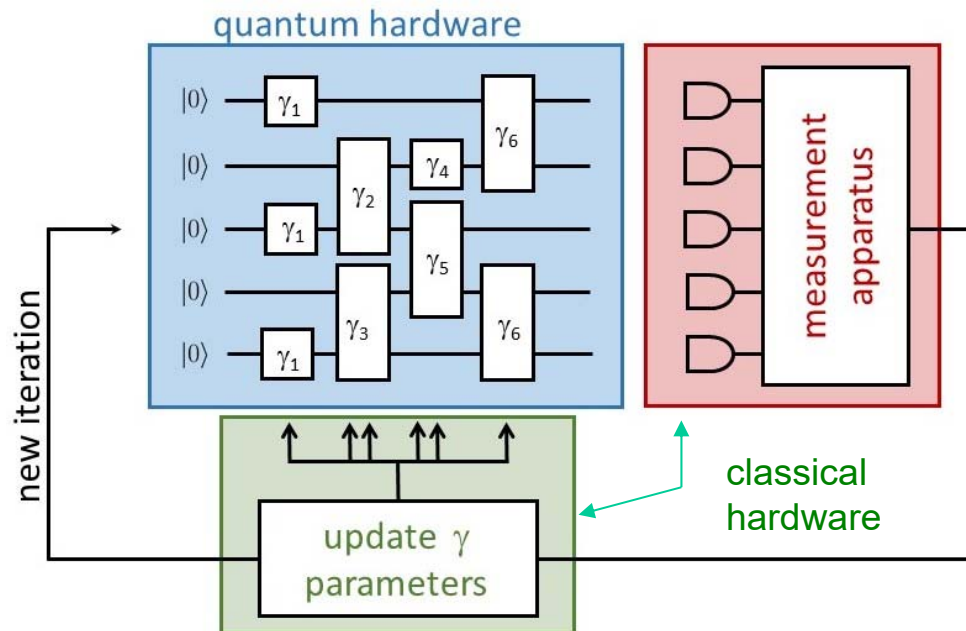 quantum hardware
|0⟩ γ₁ γ₆
|0⟩ γ₂ γ₄
|0⟩ γ₁ γ₅
|0⟩ γ₃ γ₆
|0⟩ γ₁
measurement
apparatus
new iteration
update γ
parameters
classical
hardware